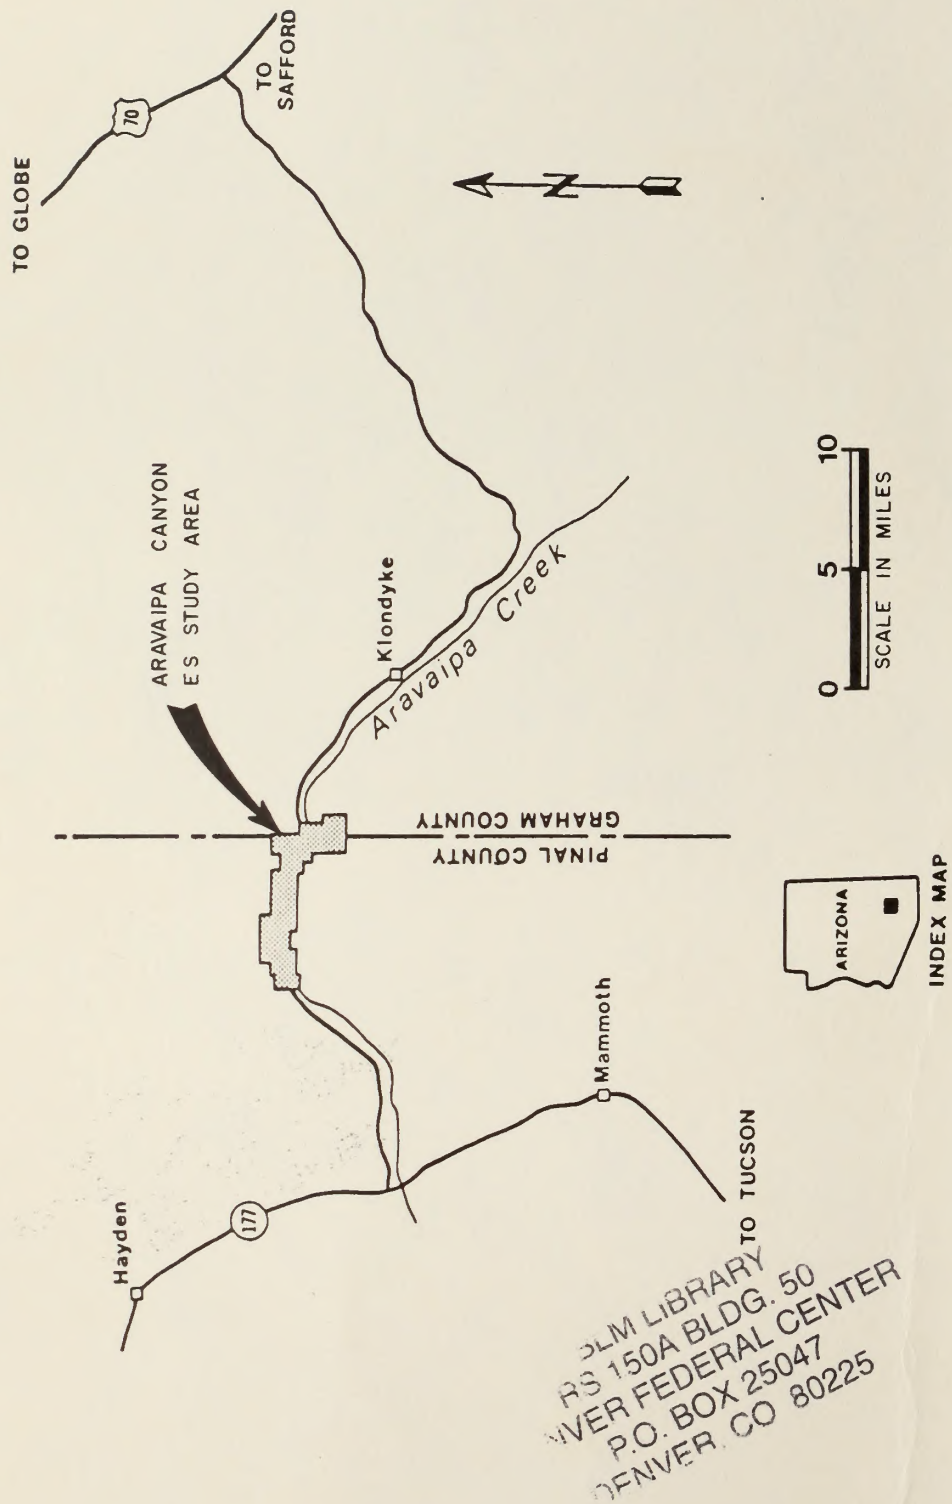 TO GLOBE
70
TO
SAFFORD
ARAVAIPA CANYON
ES STUDY AREA
N
Klondyke
Aravaipa Creek
GRAHAM COUNTY
PINAL COUNTY
Hayden
177
Mammoth
TO TUCSON
0 5 10
SCALE IN MILES
ARIZONA
INDEX MAP
BLM LIBRARY
RS 150A BLDG. 50
NVER FEDERAL CENTER
P.O. BOX 25047
DENVER, CO 80225